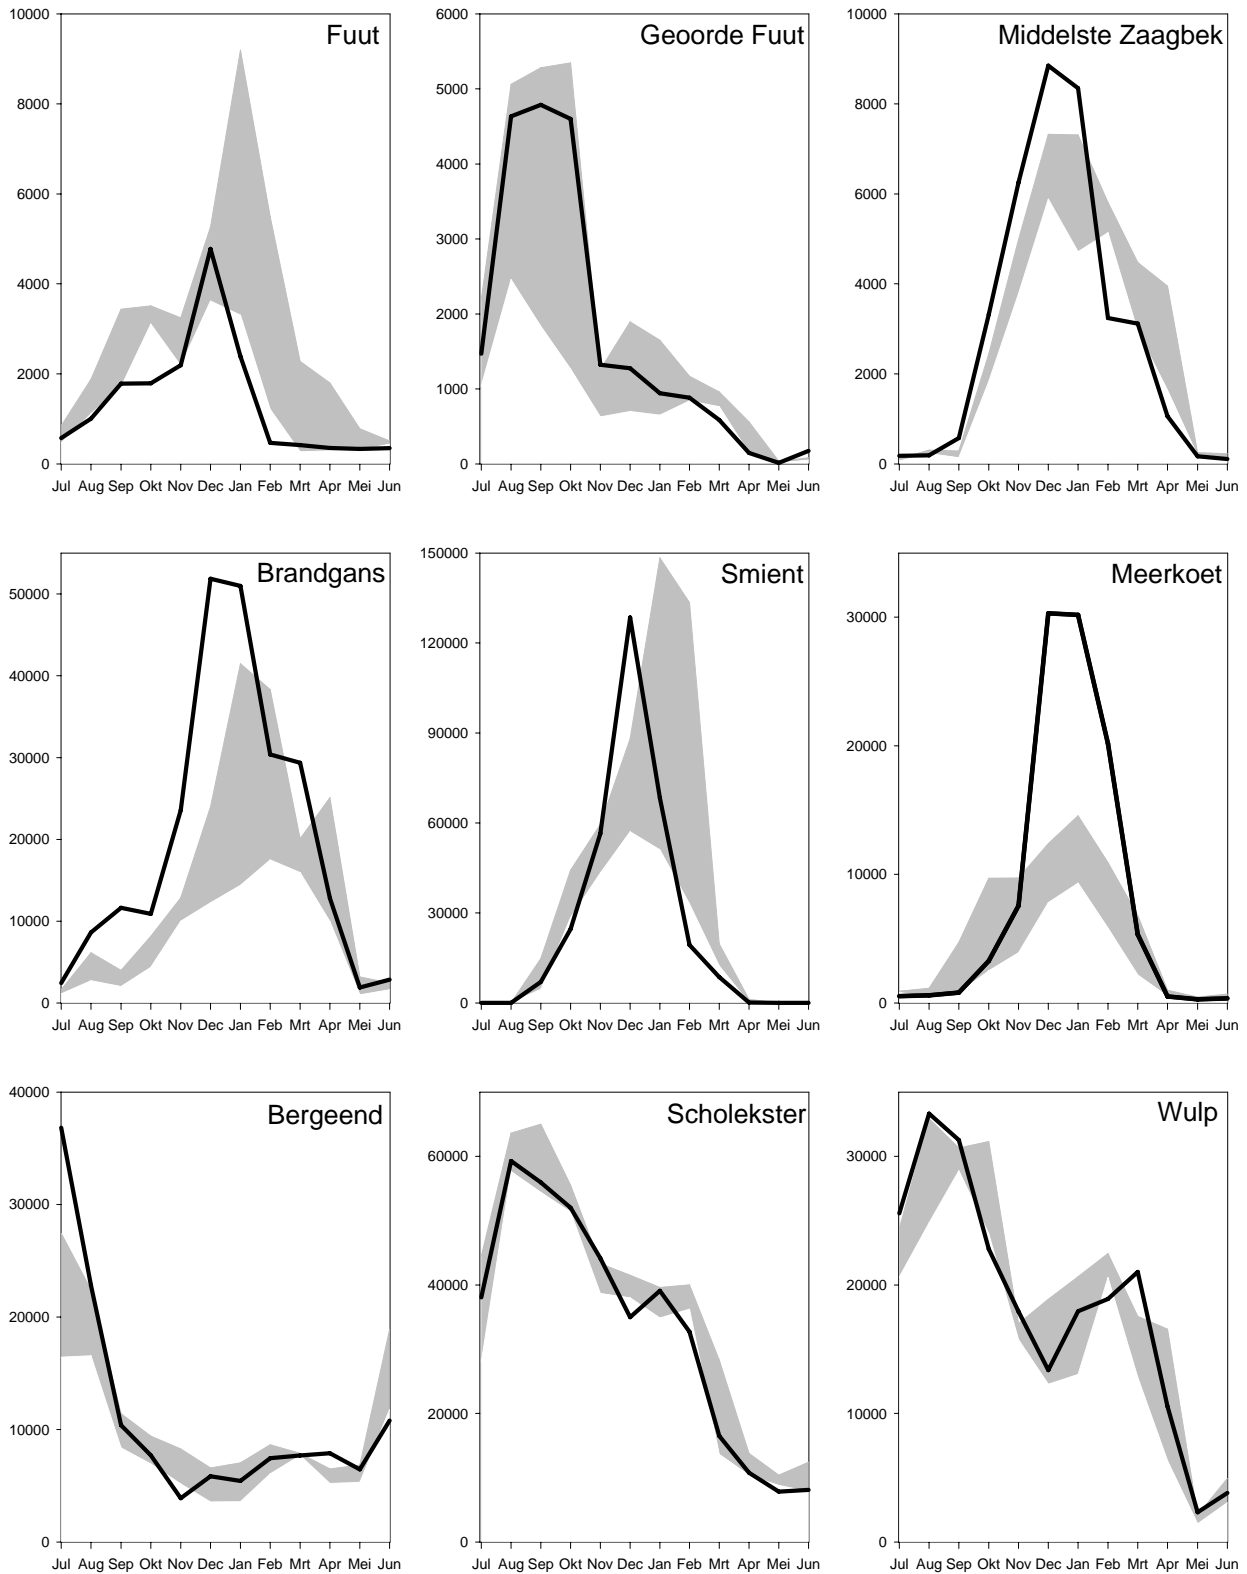 Fuut
10000
8000
6000
4000
2000
0
Jul Aug Sep Okt Nov Dec Jan Feb Mrt Apr Mei Jun
Geoorde Fuut
6000
5000
4000
3000
2000
1000
0
Jul Aug Sep Okt Nov Dec Jan Feb Mrt Apr Mei Jun
Middelste Zaagbek
10000
8000
6000
4000
2000
0
Jul Aug Sep Okt Nov Dec Jan Feb Mrt Apr Mei Jun
Brandgans
50000
40000
30000
20000
10000
0
Jul Aug Sep Okt Nov Dec Jan Feb Mrt Apr Mei Jun
Smient
150000
120000
90000
60000
30000
0
Jul Aug Sep Okt Nov Dec Jan Feb Mrt Apr Mei Jun
Meerkoet
30000
20000
10000
0
Jul Aug Sep Okt Nov Dec Jan Feb Mrt Apr Mei Jun
Bergeend
40000
30000
20000
10000
0
Jul Aug Sep Okt Nov Dec Jan Feb Mrt Apr Mei Jun
Scholekster
60000
40000
20000
0
Jul Aug Sep Okt Nov Dec Jan Feb Mrt Apr Mei Jun
Wulp
30000
20000
10000
0
Jul Aug Sep Okt Nov Dec Jan Feb Mrt Apr Mei Jun